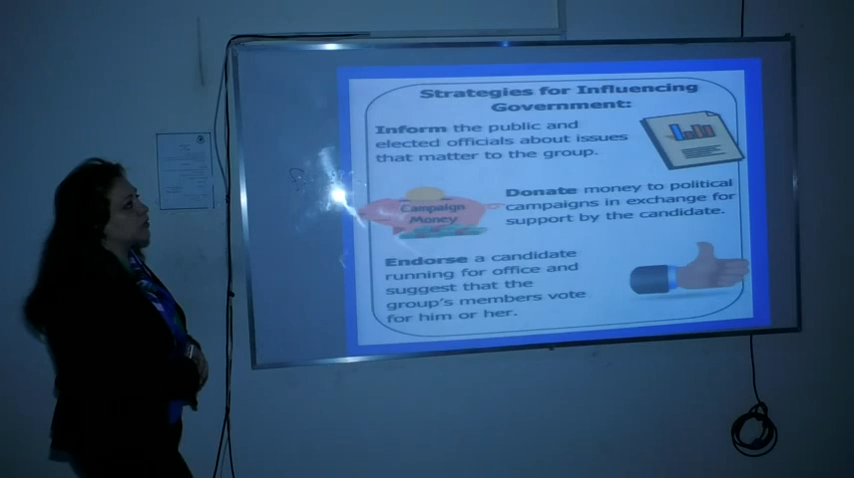 Strategies for Influencing
Government:
Inform the public and
elected officials about issues
that matter to the group.
Donate money to political
campaigns in exchange for
support by the candidate.
Campaign
Money
Endorse a candidate
running for office and
suggest that the
group's members vote
for him or her.